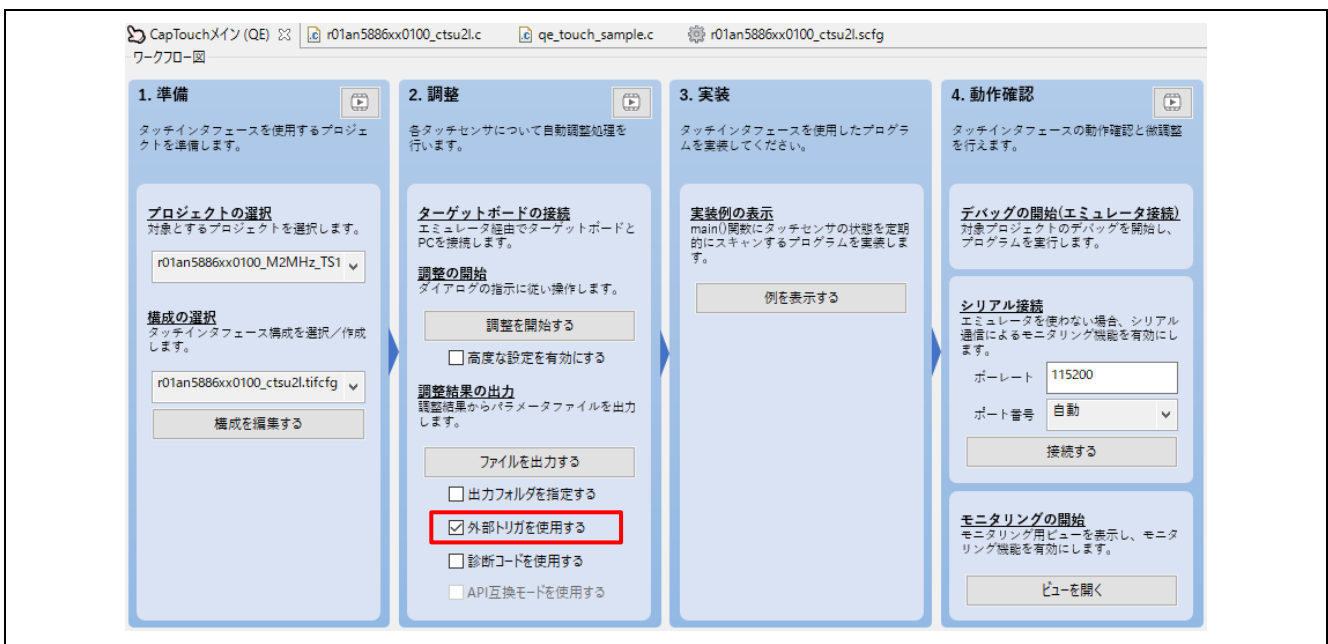 CapTouchメイン (QE)
r01an5886xx0100_ctsu2l.c
qe_touch_sample.c
r01an5886xx0100_ctsu2l.scfg
ワークフロー図
1. 準備
タッチインタフェースを使用するプロジェ
クトを準備します。
プロジェクトの選択
対象とするプロジェクトを選択します。
r01an5886xx0100_M2MHz_TS1
構成の選択
タッチインタフェース構成を選択／作成
します。
r01an5886xx0100_ctsu2l.tifcfg
構成を編集する
2. 調整
各タッチセンサについて自動調整処理を
行います。
ターゲットボードの接続
エミュレータ経由でターゲットボードと
PCを接続します。
調整の開始
ダイアログの指示に従い操作します。
調整を開始する
高度な設定を有効にする
調整結果の出力
調整結果からパラメータファイルを出力
します。
ファイルを出力する
出力フォルダを指定する
外部トリガを使用する
診断コードを使用する
API互換モードを使用する
3. 実装
タッチインタフェースを使用したプログラ
ムを実装してください。
実装例の表示
main()関数にタッチセンサの状態を定期
的にスキャンするプログラムを実装しま
す。
例を表示する
4. 動作確認
タッチインタフェースの動作確認と微調整
を行えます。
デバッグの開始(エミュレータ接続)
対象プロジェクトのデバッグを開始し、
プログラムを実行します。
シリアル接続
エミュレータを使わない場合、シリアル
通信によるモニタリング機能を有効にし
ます。
ボーレート 115200
ポート番号 自動
接続する
モニタリングの開始
モニタリング用ビューを表示し、モニタ
リング機能を有効にします。
ビューを開く